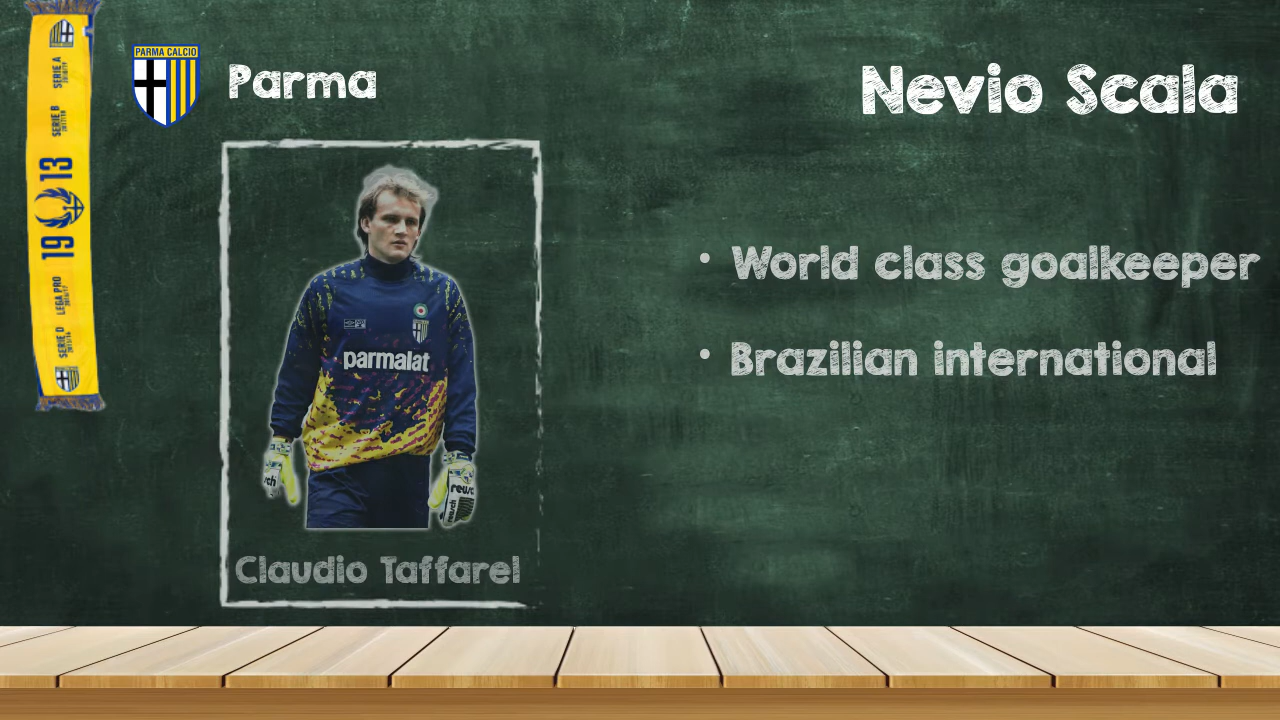 PARMA CALCIO
Parma
Nevio Scala
SERIE A
SERIE B
19 13
LEGA PRO
SERIE D
World class goalkeeper
Brazilian international
parmalat
reusch
Claudio Taffarel